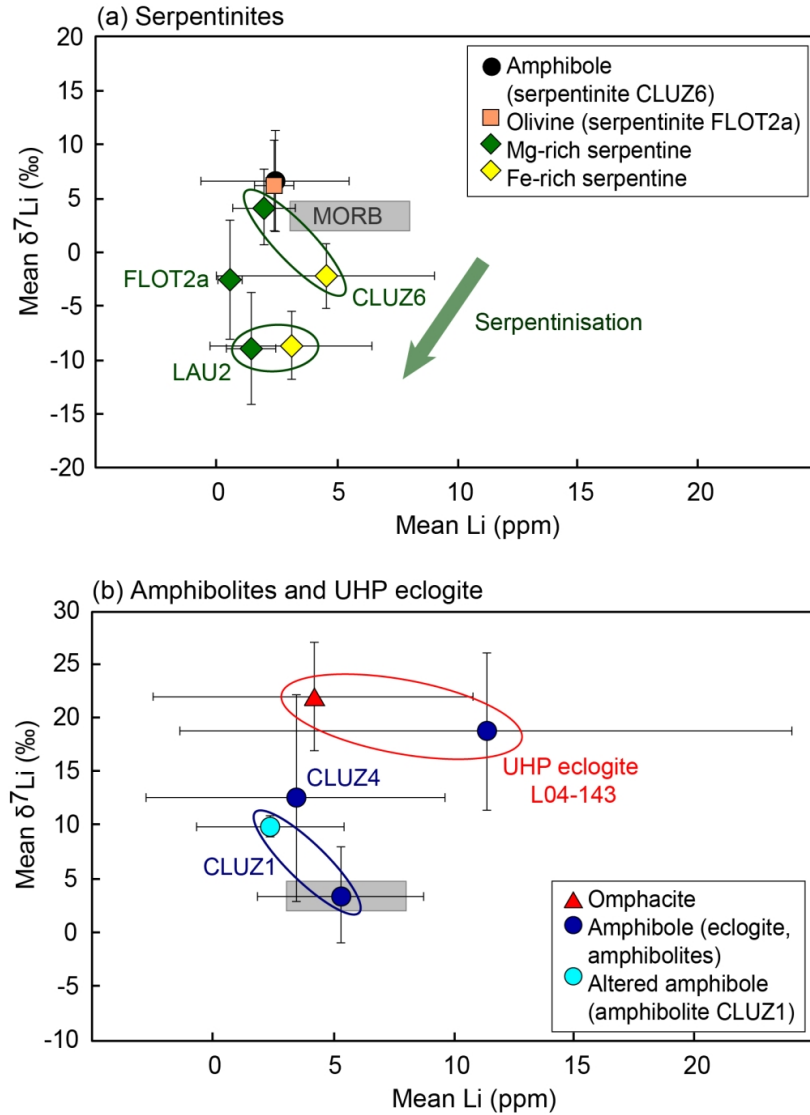 (a) Serpentinites
20
15
10
5
0
-5
-10
-15
-20
Mean δ⁷Li (‰)
Amphibole
(serpentinite CLUZ6)
Olivine (serpentinite FLOT2a)
Mg-rich serpentine
Fe-rich serpentine
MORB
FLOT2a
CLUZ6
LAU2
Serpentinisation
0 5 10 15 20
Mean Li (ppm)
(b) Amphibolites and UHP eclogite
30
25
20
15
10
5
0
-5
-10
Mean δ⁷Li (‰)
CLUZ4
CLUZ1
UHP eclogite
L04-143
Omphacite
Amphibole (eclogite,
amphibolites)
Altered amphibole
(amphibolite CLUZ1)
0 5 10 15 20
Mean Li (ppm)